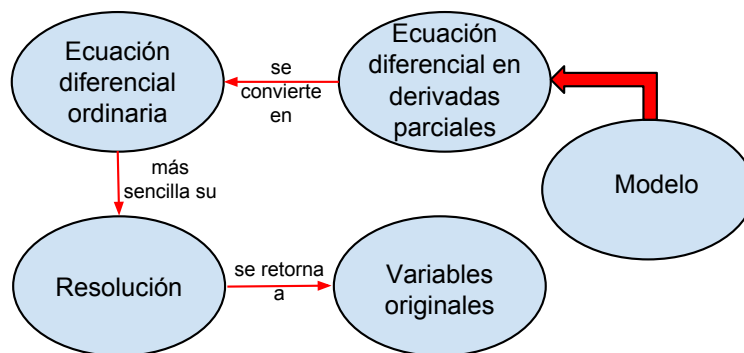 Ecuación
diferencial
ordinaria
se
convierte
en
Ecuación
diferencial en
derivadas
parciales
Modelo
más
sencilla su
Resolución
se retorna
a
Variables
originales